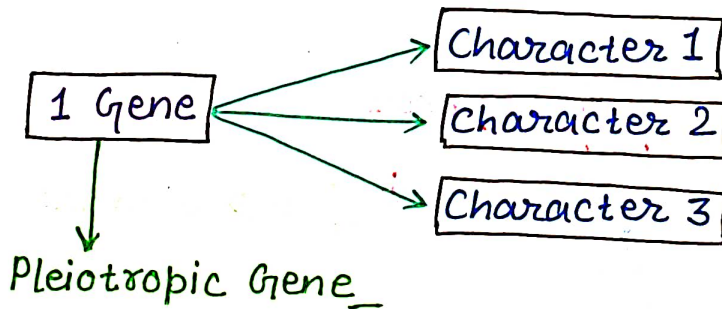 Character 1
1 Gene
Character 2
Character 3
Pleiotropic Gene